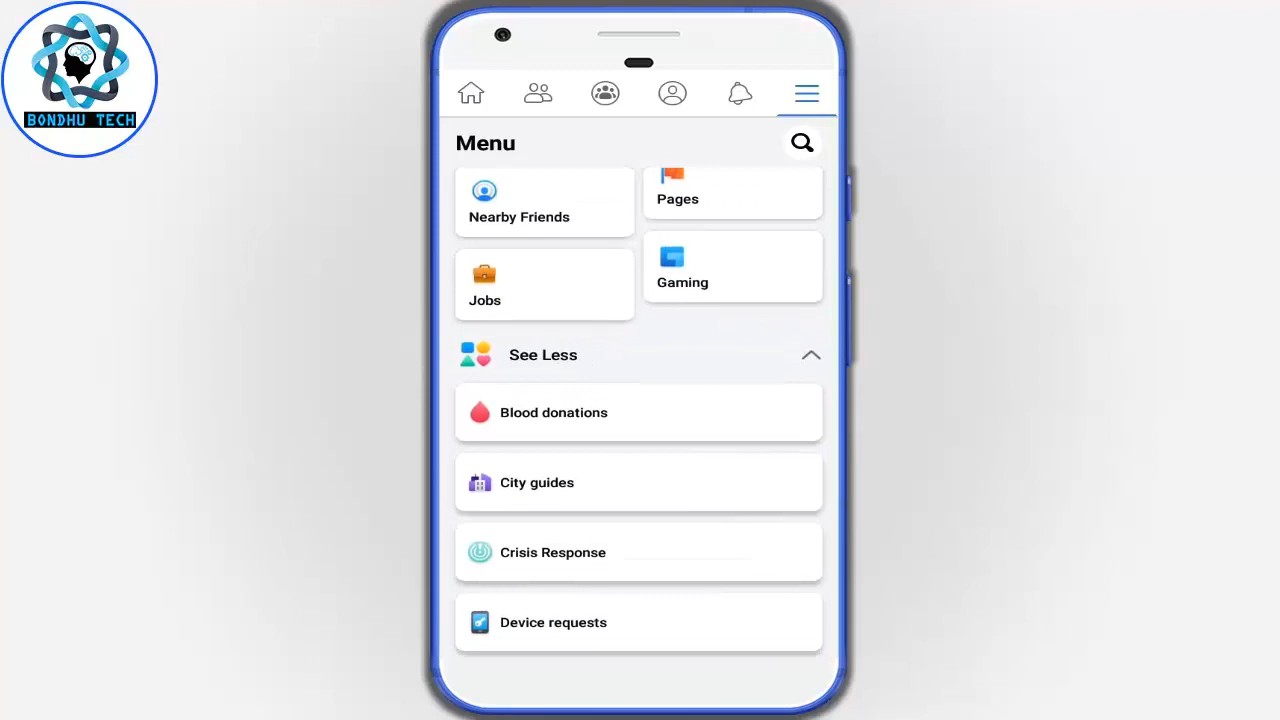 BONDHU TECH
Menu
Nearby Friends
Pages
Jobs
Gaming
See Less
Blood donations
City guides
Crisis Response
Device requests